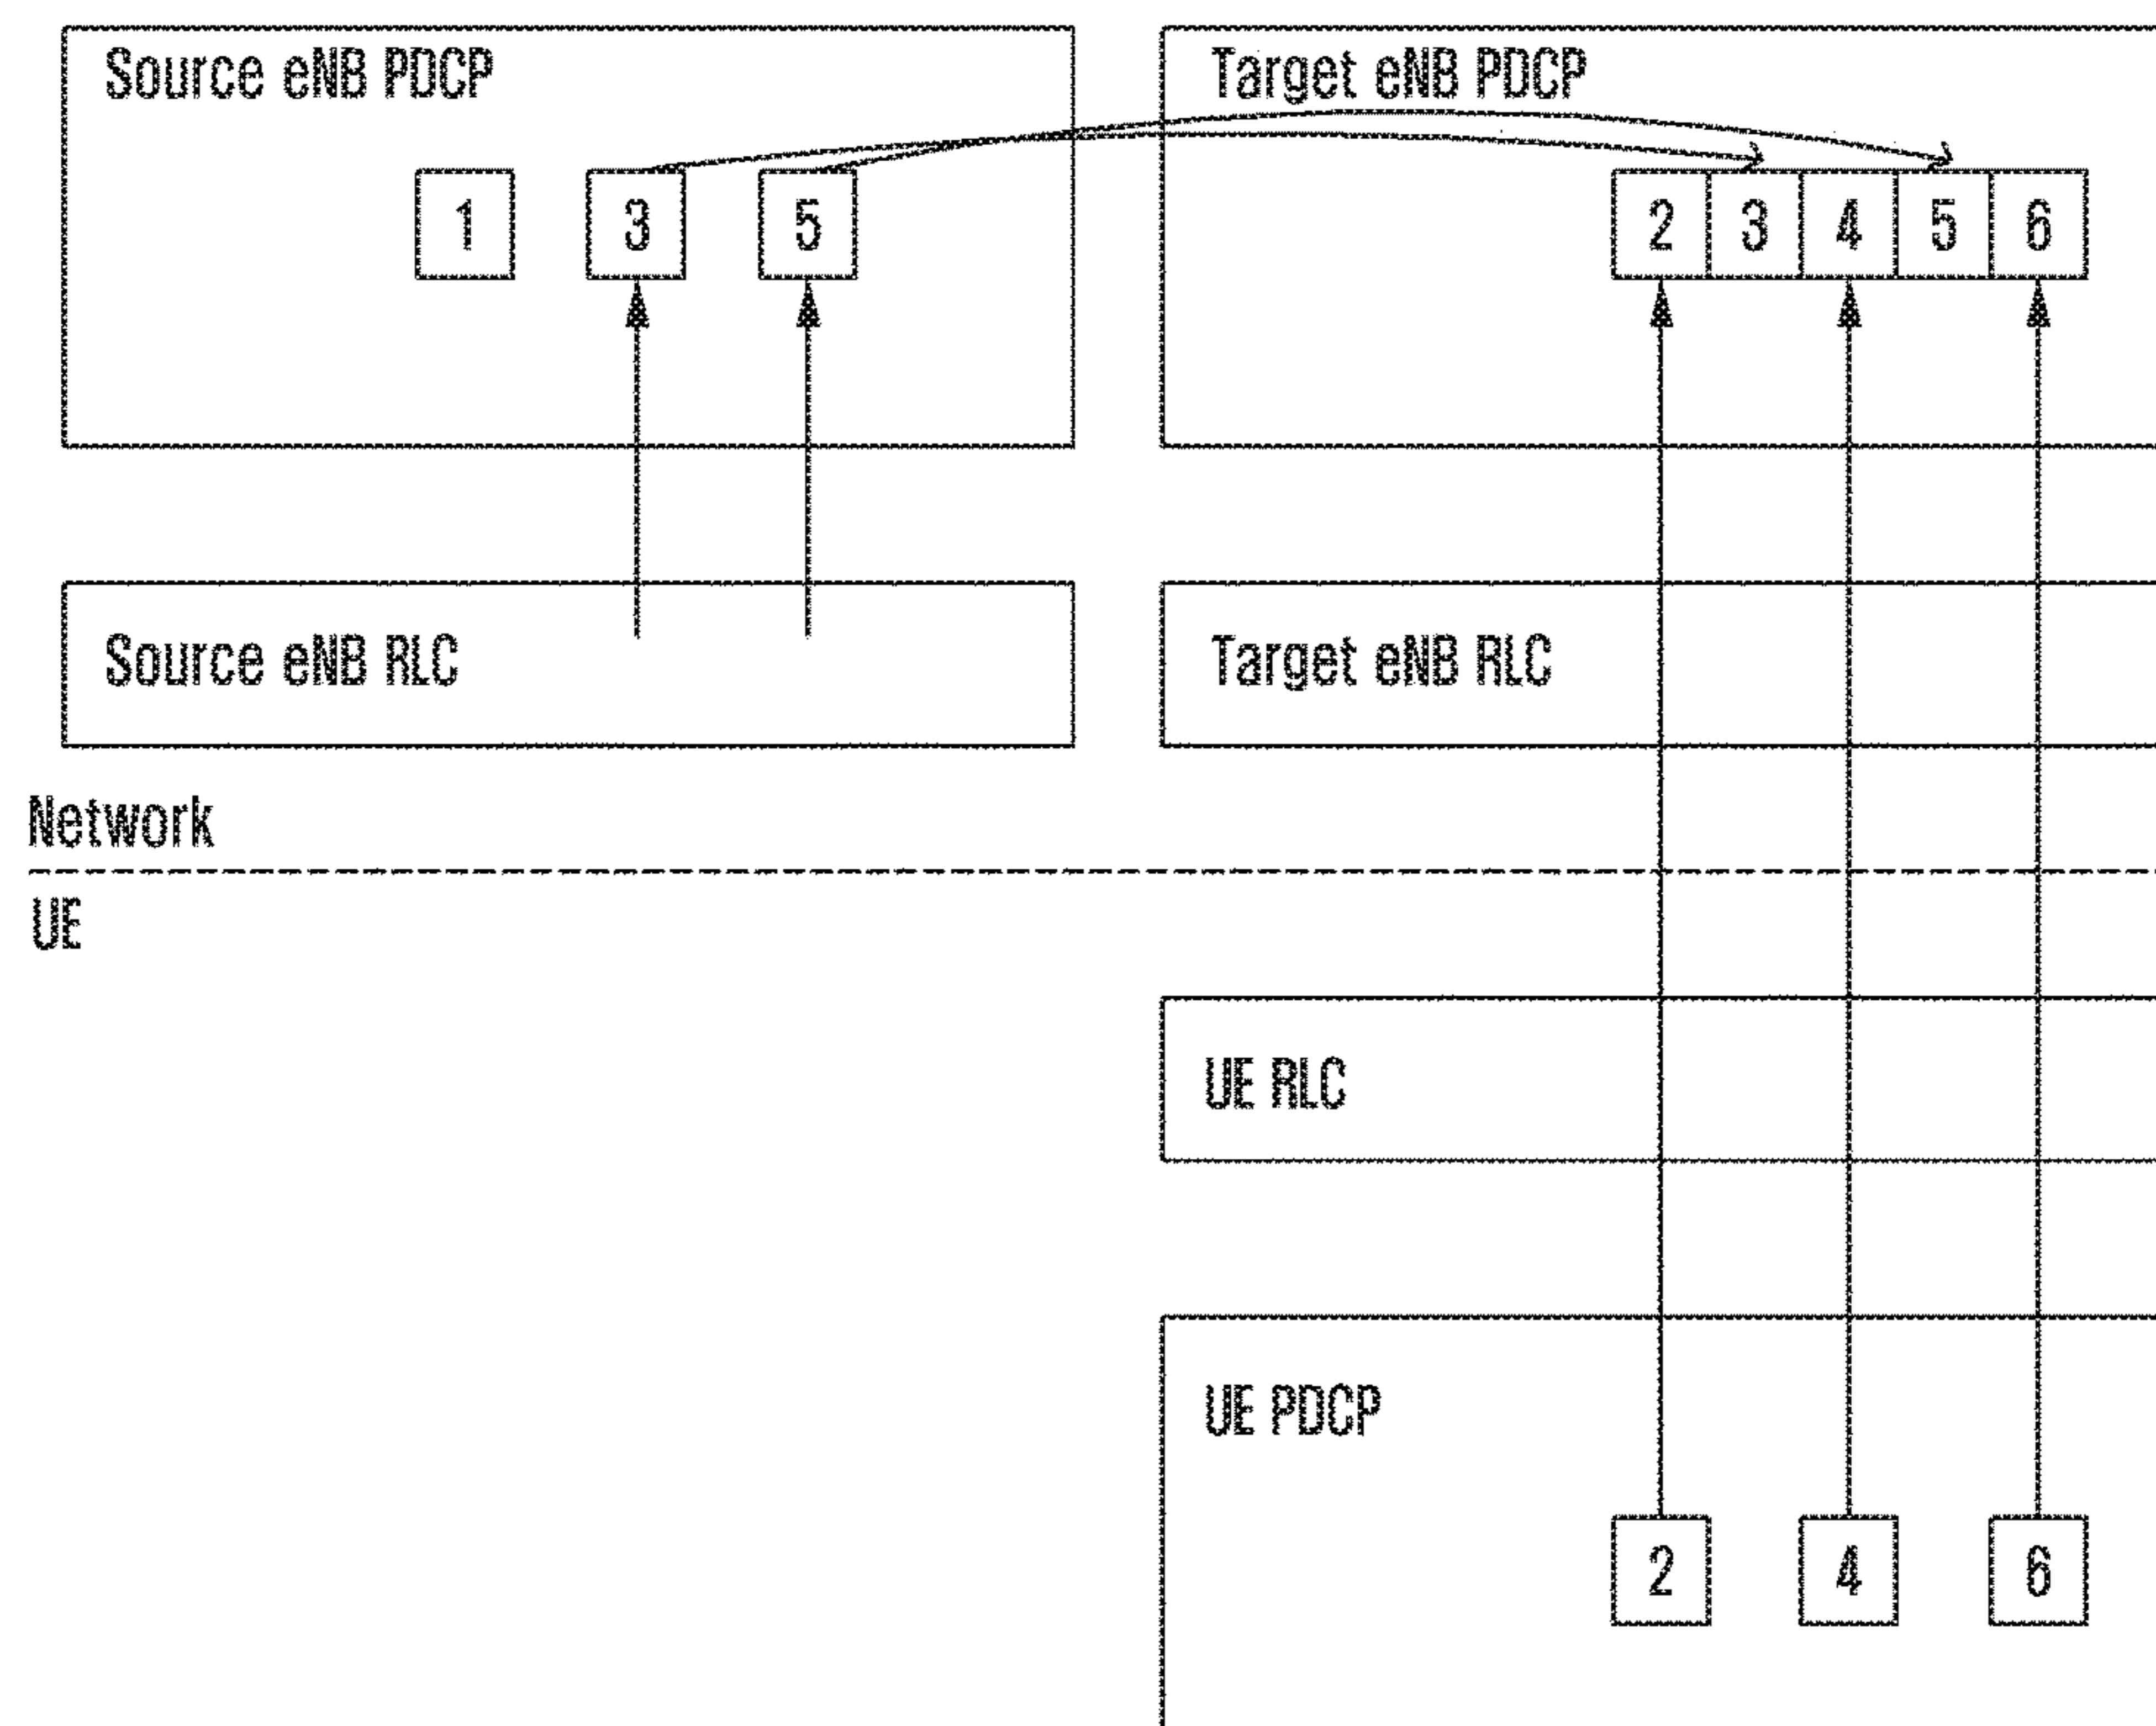 Source eNB PDCP
Target eNB PDCP
1 3 5
2 3 4 5 6
Source eNB RLC
Target eNB RLC
Network
UE
UE RLC
UE PDCP
2 4 6